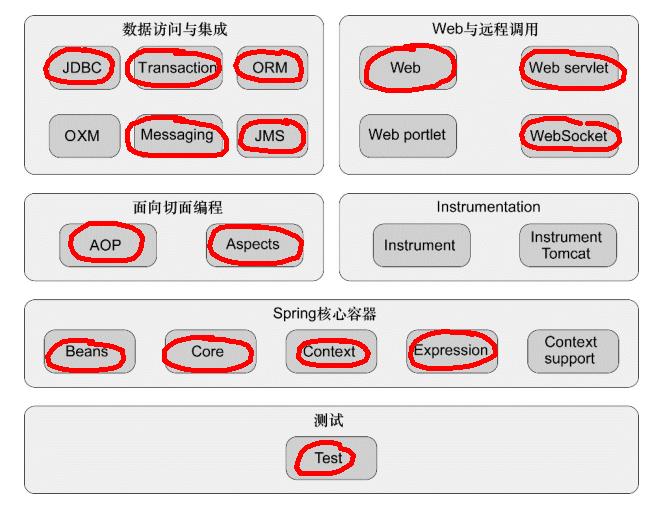 数据访问与集成
JDBC Transaction ORM
OXM Messaging JMS
Web与远程调用
Web Web servlet
Web portlet WebSocket
面向切面编程
AOP Aspects
Instrumentation
Instrument Instrument
Tomcat
Spring核心容器
Beans Core Context Expression Context
support
测试
Test